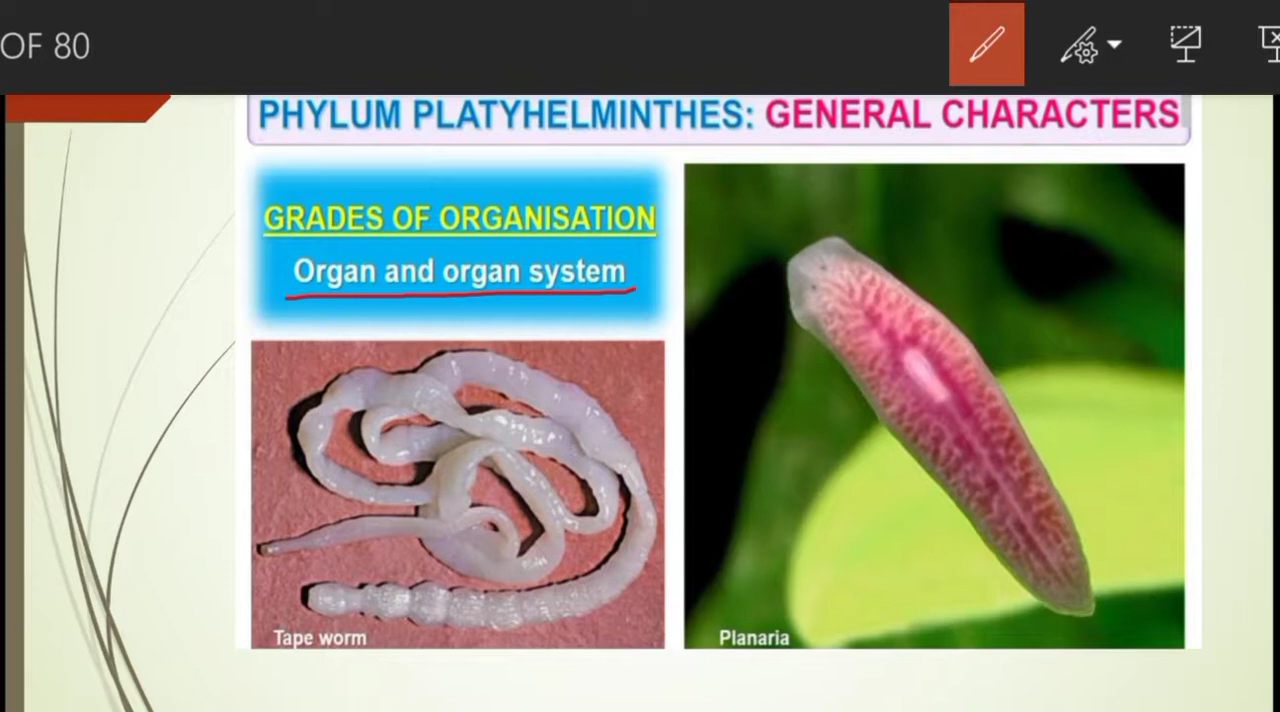 OF 80
PHYLUM PLATYHELMINTHES: GENERAL CHARACTERS
GRADES OF ORGANISATION
Organ and organ system
Tape worm
Planaria